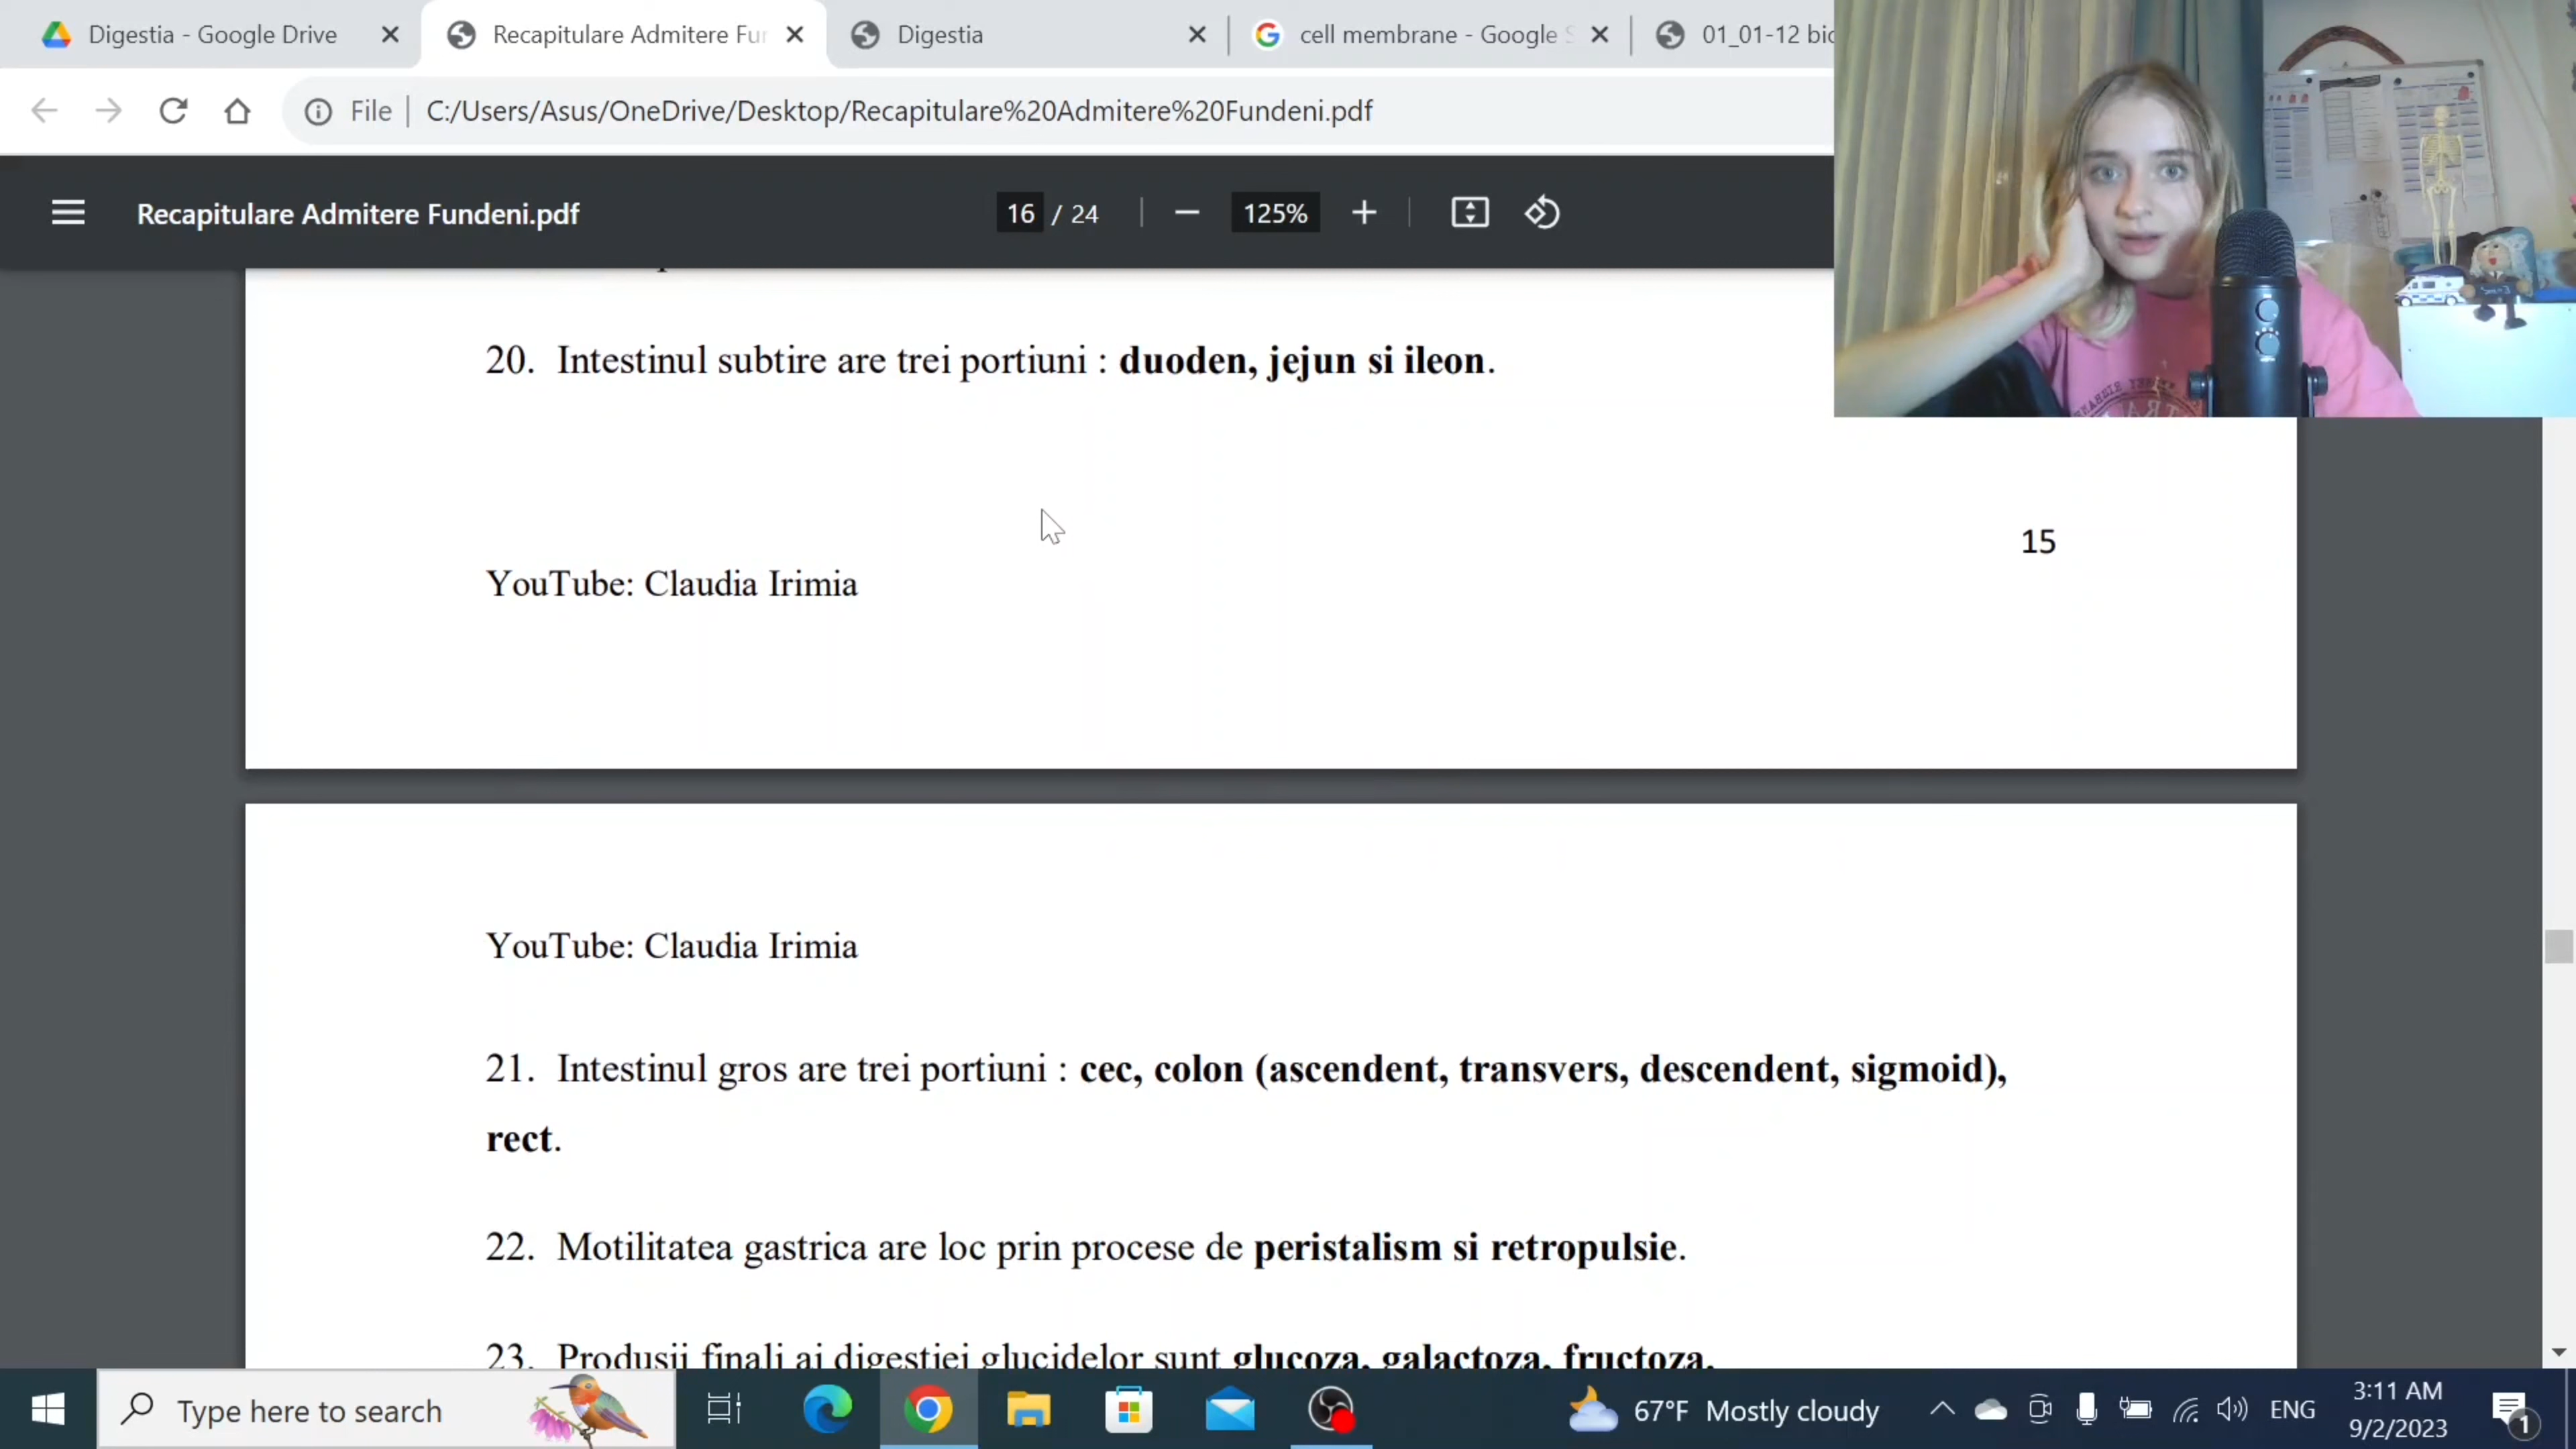 Digestia - Google Drive
Recapitulare Admitere Fu
Digestia
cell membrane - Google S
01_01-12 bio
File
C:/Users/Asus/OneDrive/Desktop/Recapitulare%20Admitere%20Fundeni.pdf
Recapitulare Admitere Fundeni.pdf
16 / 24
125%
20. Intestinul subtire are trei portiuni : duoden, jejun si ileon.
15
YouTube: Claudia Irimia
YouTube: Claudia Irimia
21. Intestinul gros are trei portiuni : cec, colon (ascendent, transvers, descendent, sigmoid),
rect.
22. Motilitatea gastrica are loc prin procese de peristalism si retropulsie.
23. Produsii finali ai digestiei glucidelor sunt glucoza, galactoza, fructoza.
Type here to search
67°F Mostly cloudy
ENG
3:11 AM
9/2/2023
1